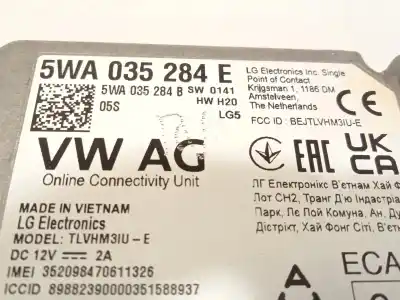 5WA 035 284 E
5WA 035 284 B SW 0141
05S HW H20
LG5
LG Electronics Inc. Single
Point of Contact
Krijgsman 1, 1186 DM
Amstelveen,
The Netherlands
CE
FCC ID : BEJTLVHM3IU-E
VW AG
Online Connectivity Unit
EAC
UK
CA
MADE IN VIETNAM
LG Electronics
MODEL: TLVHM3IU - E
DC 12V 2A
IMEI 352098470611326
ICCID 89882390000351588937
ЛГ Електронікс В'єтнам Хай
Лот CH2, Транг Д'ю Індастріа
Парк, Ле Лой Комуна, Ан. Ду
Дістрікт, Хай Фонг Сіті, В'є
ECA